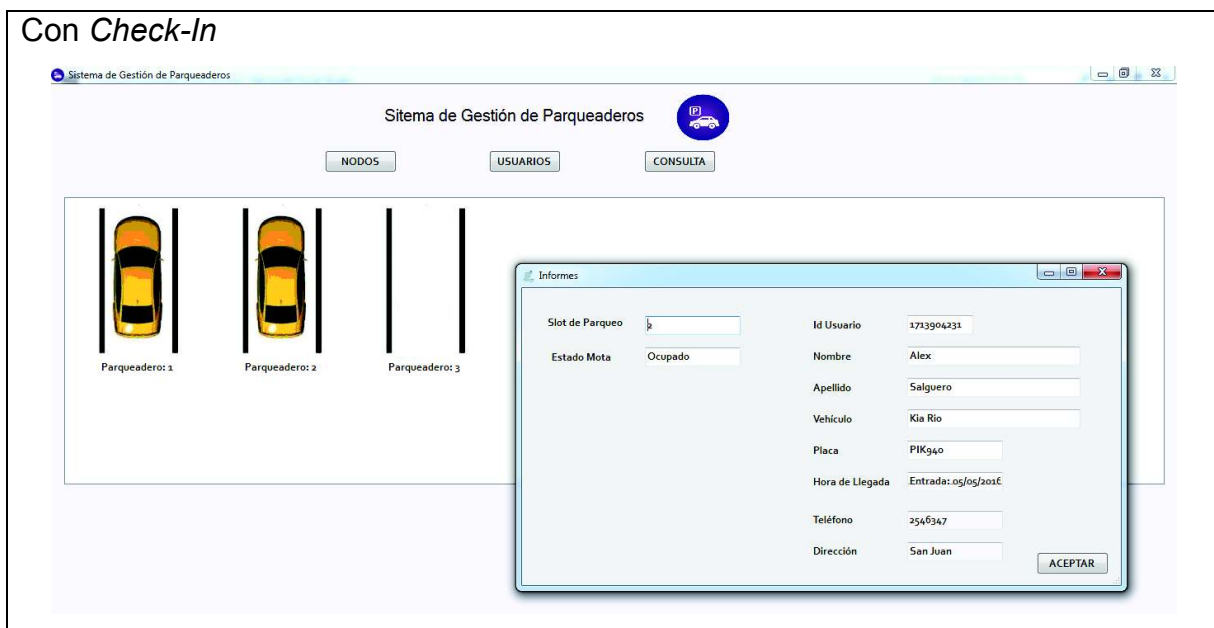 Con Check-In
Sistema de Gestión de Parqueaderos
Sitema de Gestión de Parqueaderos
P
NODOS USUARIOS CONSULTA
Parqueadero: 1 Parqueadero: 2 Parqueadero: 3
Informes
Slot de Parqueo 2
Estado Mota Ocupado
Id Usuario 1713904231
Nombre Alex
Apellido Salguero
Vehículo Kia Rio
Placa PIK940
Hora de Llegada Entrada: 05/05/2016
Teléfono 2546347
Dirección San Juan
ACEPTAR